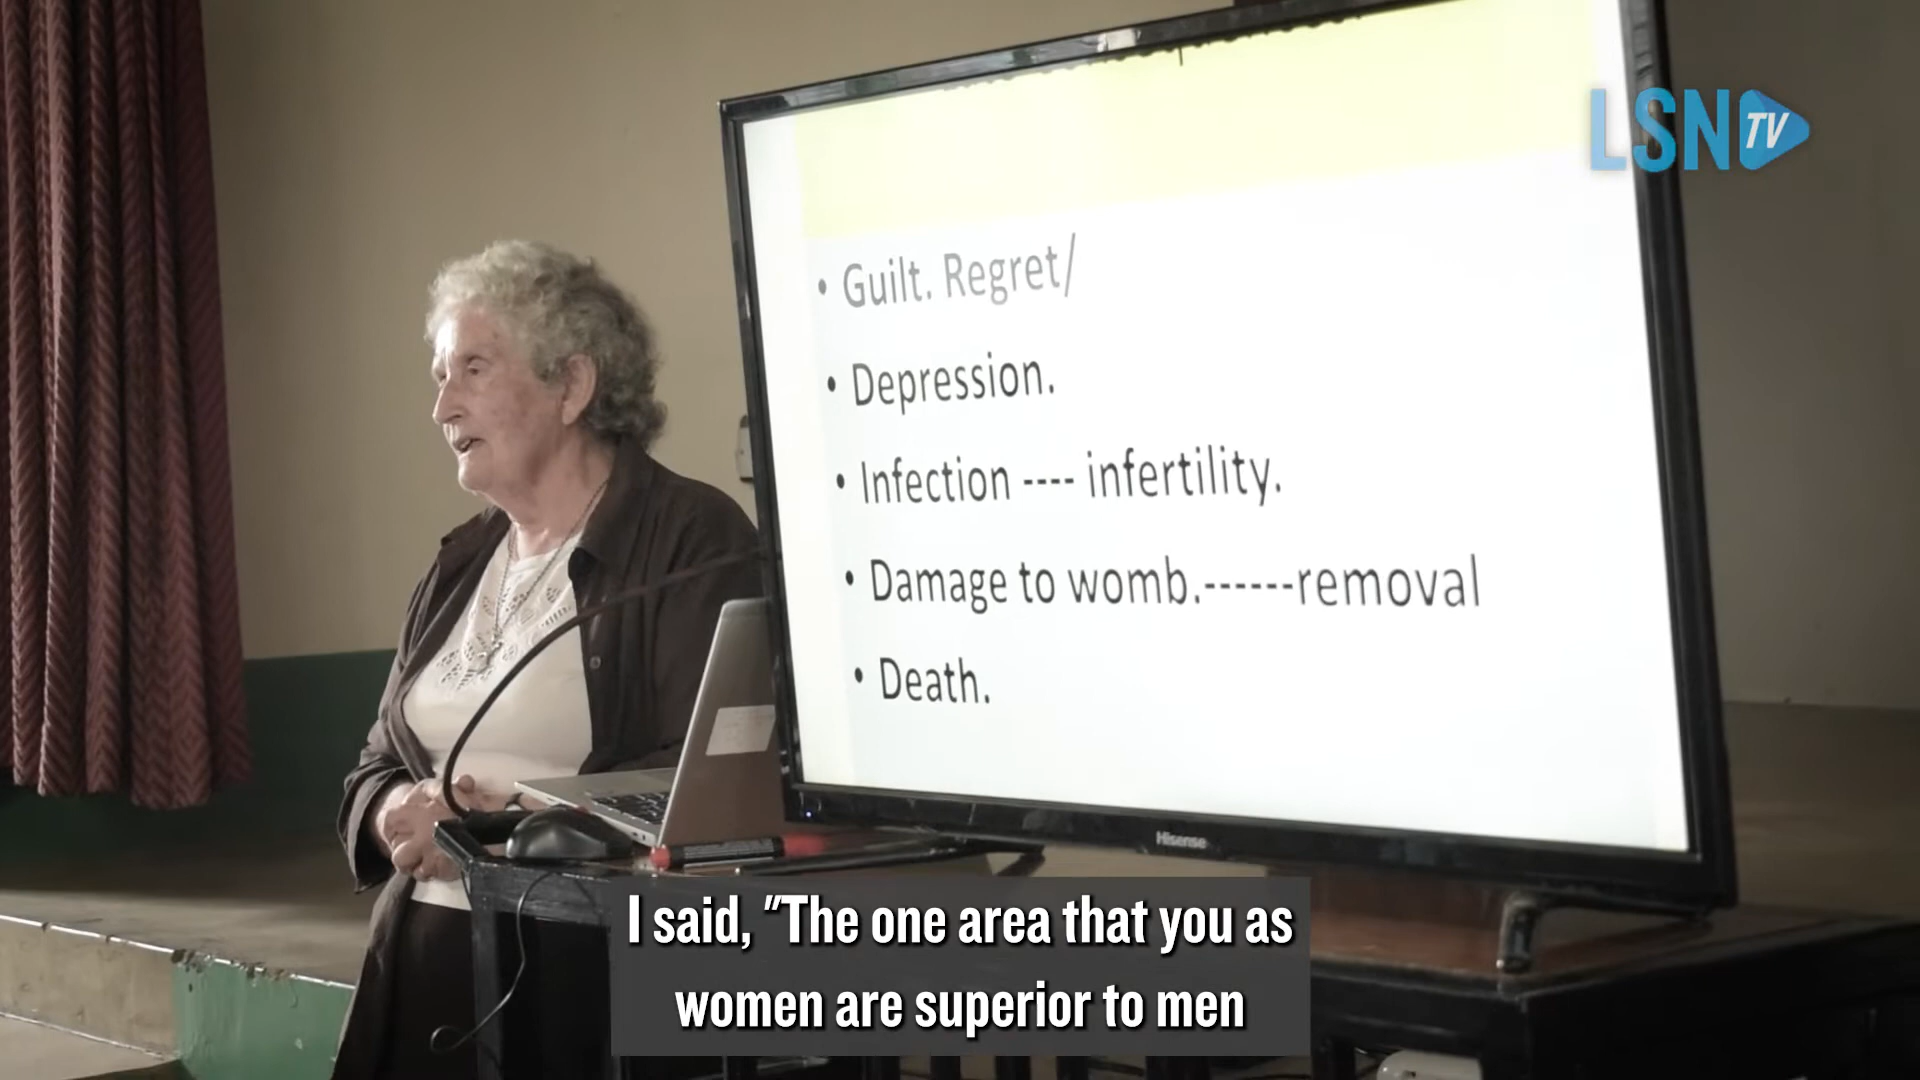 LSN TV
• Guilt. Regret/
• Depression.
• Infection ---- infertility.
• Damage to womb.------removal
• Death.
Hisense
I said, "The one area that you as
women are superior to men